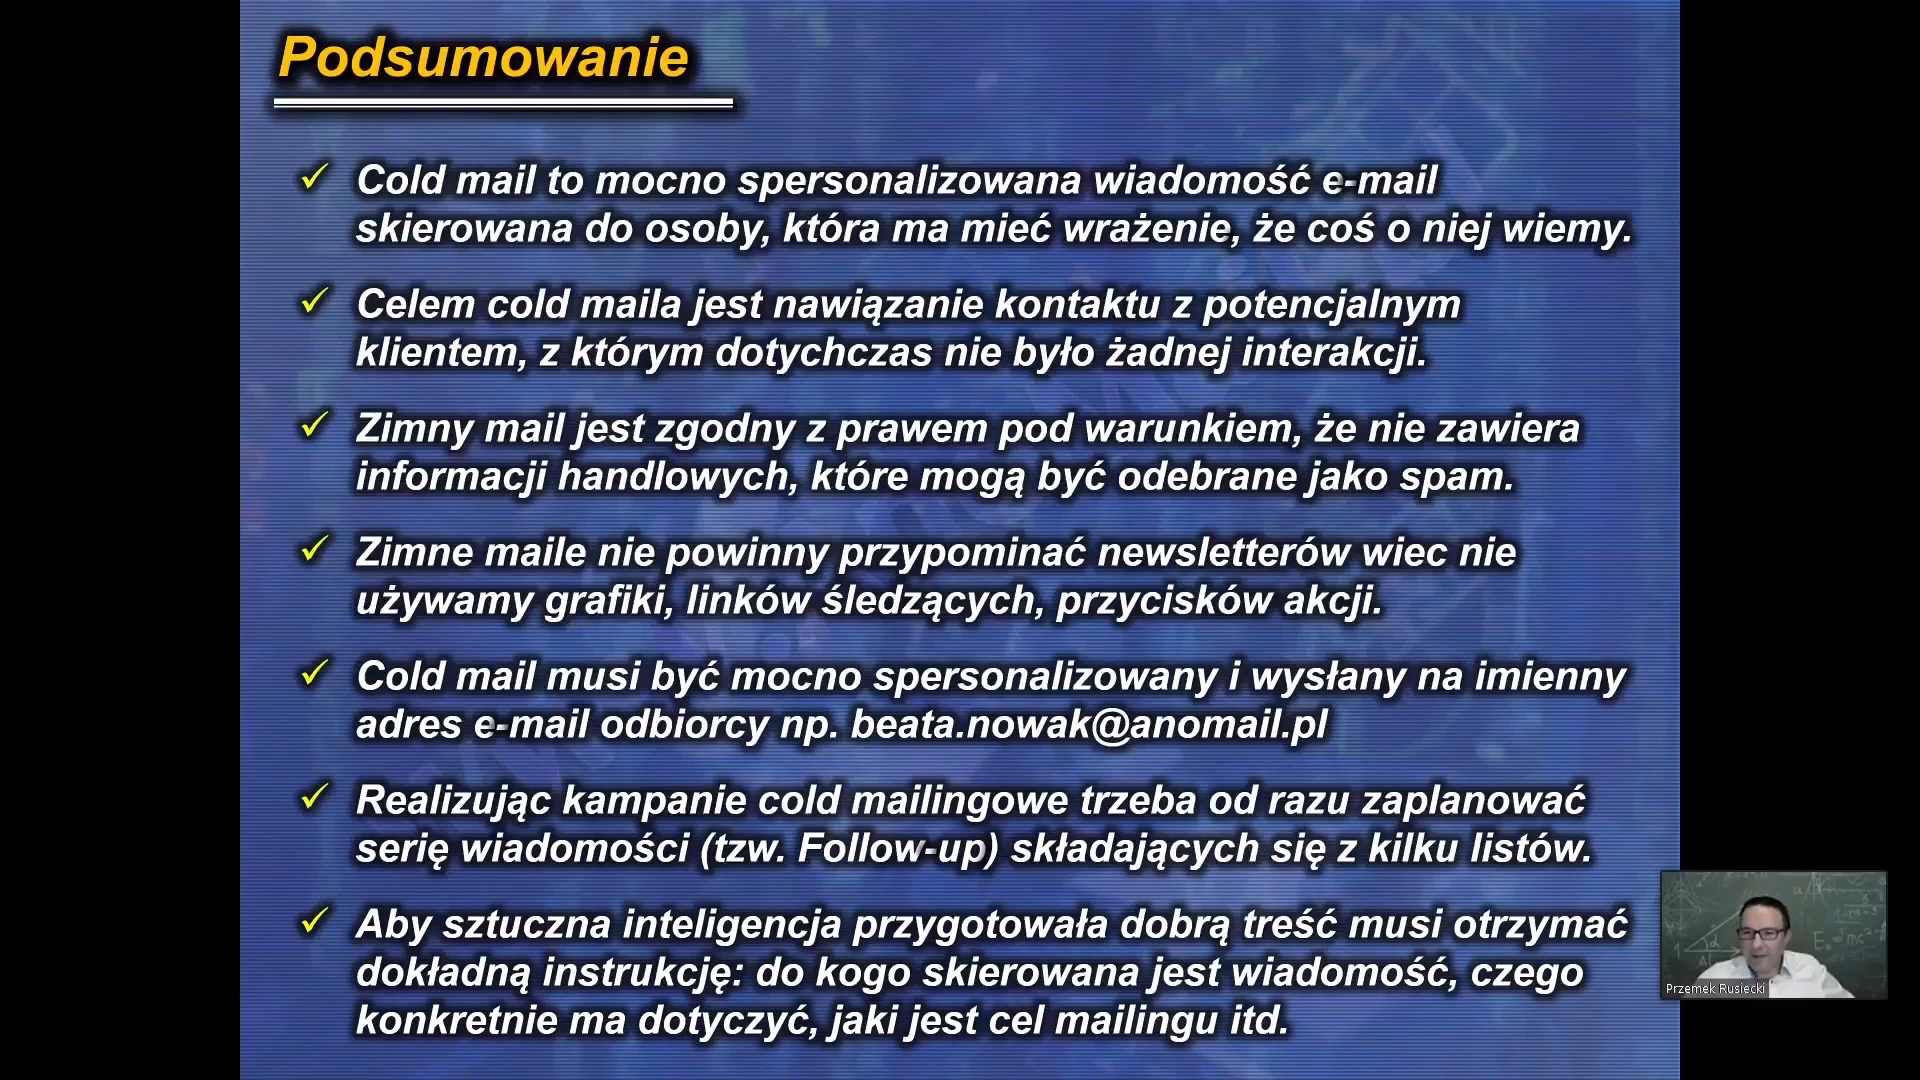 Podsumowanie
Cold mail to mocno spersonalizowana wiadomość e-mail
skierowana do osoby, która ma mieć wrażenie, że coś o niej wiemy.
Celem cold maila jest nawiązanie kontaktu z potencjalnym
klientem, z którym dotychczas nie było żadnej interakcji.
Zimny mail jest zgodny z prawem pod warunkiem, że nie zawiera
informacji handlowych, które mogą być odebrane jako spam.
Zimne maile nie powinny przypominać newsletterów wiec nie
używamy grafiki, linków śledzących, przycisków akcji.
Cold mail musi być mocno spersonalizowany i wysłany na imienny
adres e-mail odbiorcy np. beata.nowak@anomail.pl
Realizując kampanie cold mailingowe trzeba od razu zaplanować
serię wiadomości (tzw. Follow-up) składających się z kilku listów.
Aby sztuczna inteligencja przygotowała dobrą treść musi otrzymać
dokładną instrukcję: do kogo skierowana jest wiadomość, czego
konkretnie ma dotyczyć, jaki jest cel mailingu itd.
Przemek Rusiecki